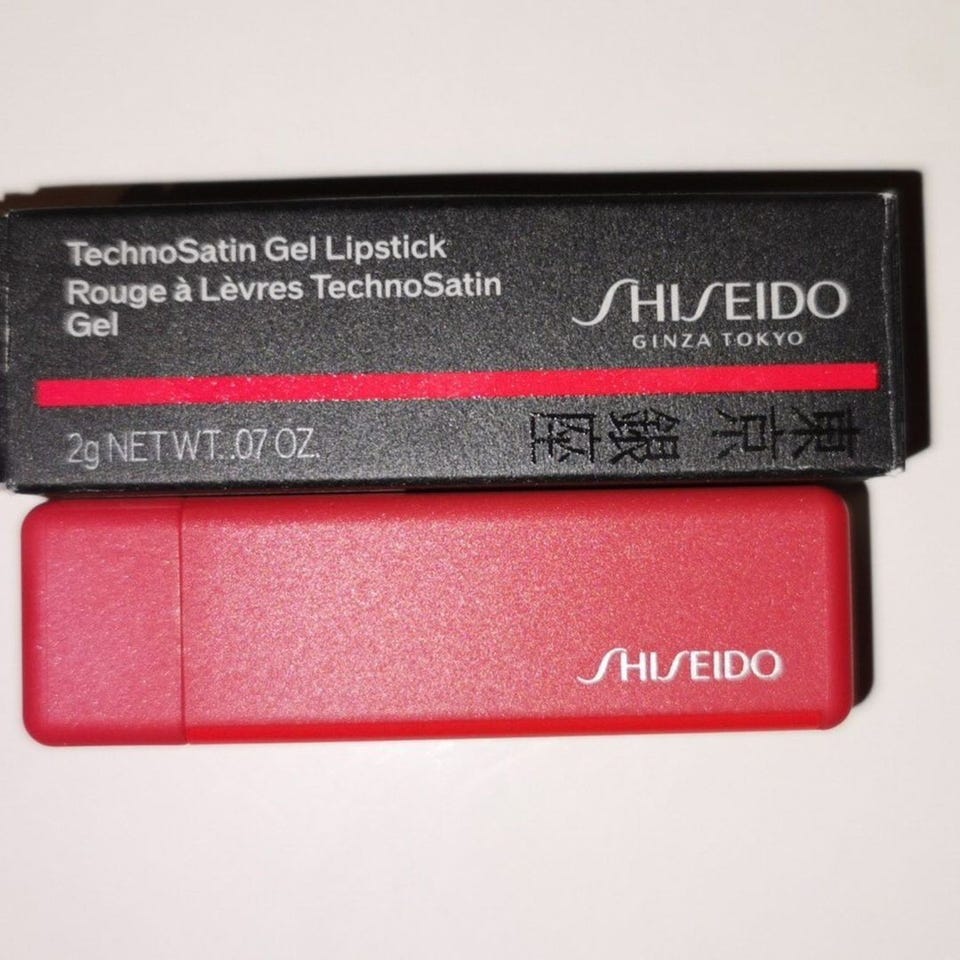 TechnoSatin Gel Lipstick
Rouge à Lèvres TechnoSatin
Gel
SHISEIDO
GINZA TOKYO
2g NET WT. .07 OZ.
東京銀座
SHISEIDO